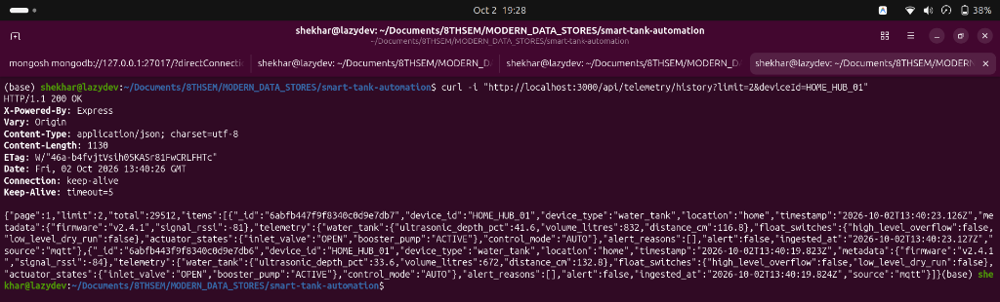 Oct 2 19:28
38%
shekhar@lazydev: ~/Documents/8THSEM/MODERN_DATA_STORES/smart-tank-automation
~/Documents/8THSEM/MODERN_DATA_STORES/smart-tank-automation
mongosh mongodb://127.0.0.1:27017/?directConnecti
shekhar@lazydev: ~/Documents/8THSEM/MODERN_D
shekhar@lazydev: ~/Documents/8THSEM/MODERN_D
shekhar@lazydev: ~/Documents/8THSEM/MODERN
(base) shekhar@lazydev:~/Documents/8THSEM/MODERN_DATA_STORES/smart-tank-automation$ curl -i "http://localhost:3000/api/telemetry/history?limit=2&deviceId=HOME_HUB_01"
HTTP/1.1 200 OK
X-Powered-By: Express
Vary: Origin
Content-Type: application/json; charset=utf-8
Content-Length: 1130
ETag: W/"46a-b4fvjtVsih05KASr81FwCRLFHTc"
Date: Fri, 02 Oct 2026 13:40:26 GMT
Connection: keep-alive
Keep-Alive: timeout=5
{"page":1,"limit":2,"total":29512,"items":[{"_id":"6abfb447f9f8340c0d9e7db7","device_id":"HOME_HUB_01","device_type":"water_tank","location":"home","timestamp":"2026-10-02T13:40:23.126Z","me
tadata":{"firmware":"v2.4.1","signal_rssi":-81},"telemetry":{"water_tank":{"ultrasonic_depth_pct":41.6,"volume_litres":832,"distance_cm":116.8},"float_switches":{"high_level_overflow":false,
"low_level_dry_run":false},"actuator_states":{"inlet_valve":"OPEN","booster_pump":"ACTIVE"},"control_mode":"AUTO"},"alert_reasons":[],"alert":false,"ingested_at":"2026-10-02T13:40:23.127Z","
source":"mqtt"},{"_id":"6abfb443f9f8340c0d9e7db6","device_id":"HOME_HUB_01","device_type":"water_tank","location":"home","timestamp":"2026-10-02T13:40:19.823Z","metadata":{"firmware":"v2.4.1
","signal_rssi":-84},"telemetry":{"water_tank":{"ultrasonic_depth_pct":33.6,"volume_litres":672,"distance_cm":132.8},"float_switches":{"high_level_overflow":false,"low_level_dry_run":false},
"actuator_states":{"inlet_valve":"OPEN","booster_pump":"ACTIVE"},"control_mode":"AUTO"},"alert_reasons":[],"alert":false,"ingested_at":"2026-10-02T13:40:19.824Z","source":"mqtt"}]}(base) she
khar@lazydev:~/Documents/8THSEM/MODERN_DATA_STORES/smart-tank-automation$